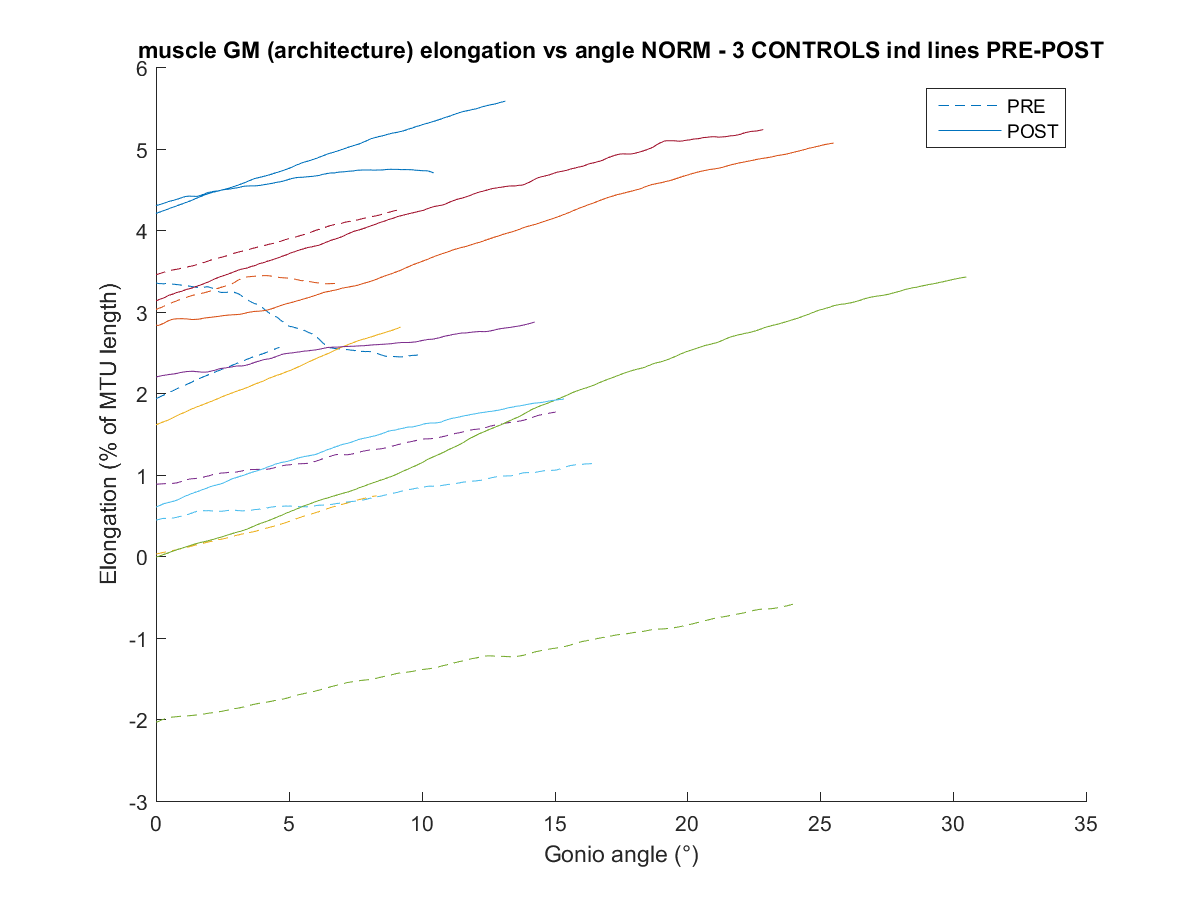 muscle GM (architecture) elongation vs angle NORM - 3 CONTROLS ind lines PRE-POST
PRE
POST
6
5
4
3
2
1
0
-1
-2
-3
Elongation (% of MTU length)
0 5 10 15 20 25 30 35
Gonio angle (°)